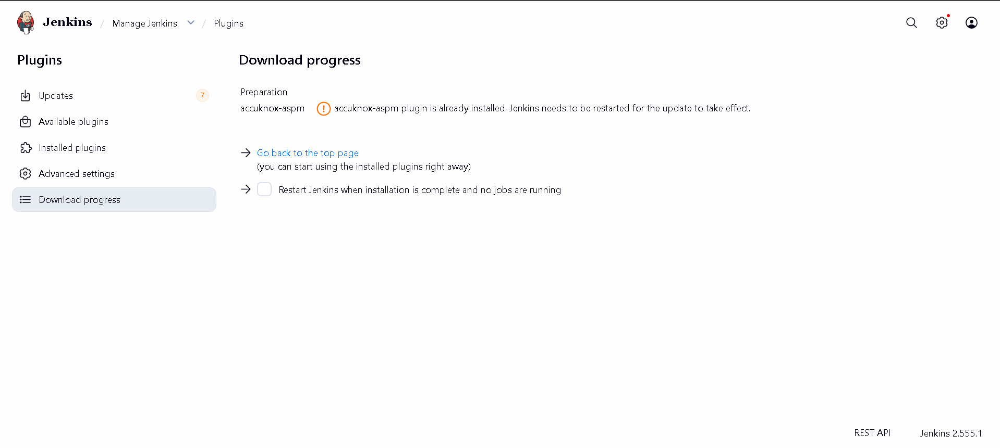 Jenkins / Manage Jenkins / Plugins
Plugins
Updates 7
Available plugins
Installed plugins
Advanced settings
Download progress
Download progress
Preparation
accuknox-aspm accuknox-aspm plugin is already installed. Jenkins needs to be restarted for the update to take effect.
Go back to the top page
(you can start using the installed plugins right away)
Restart Jenkins when installation is complete and no jobs are running
REST API Jenkins 2.555.1